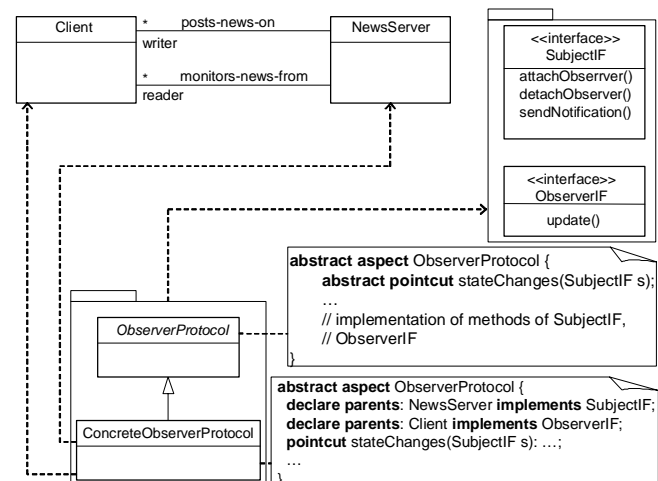 Client
* posts-news-on
writer
NewsServer
* monitors-news-from
reader
<<interface>>
SubjectIF
attachObserrver()
detachObserver()
sendNotification()
<<interface>>
ObserverIF
update()
abstract aspect ObserverProtocol {
abstract pointcut stateChanges(SubjectIF s);
…
// implementation of methods of SubjectIF,
// ObserverIF
}
ObserverProtocol
ConcreteObserverProtocol
abstract aspect ObserverProtocol {
declare parents: NewsServer implements SubjectIF;
declare parents: Client implements ObserverIF;
pointcut stateChanges(SubjectIF s): …;
…
}